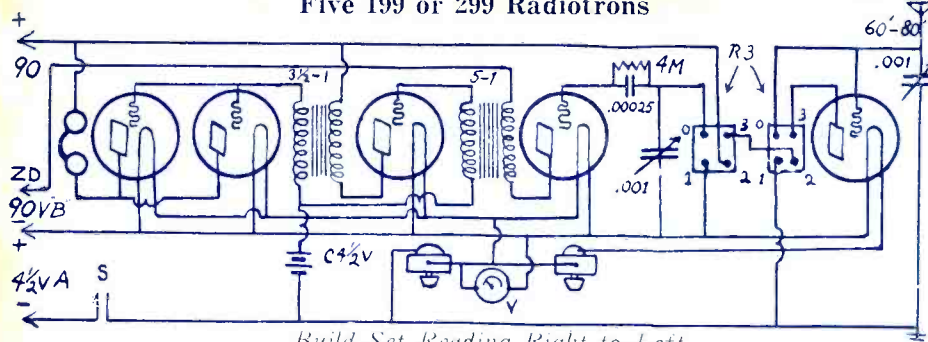 Five 199 or 299 Radiotrons
+
90
ZD
90VB
-
+
4½V A
-
S
3½-1
5-1
4M
.00025
.001
R3
0
3
1
2
0
3
1
2
60'-80'
.001
C4½V
V
Build Set Reading Right to Left